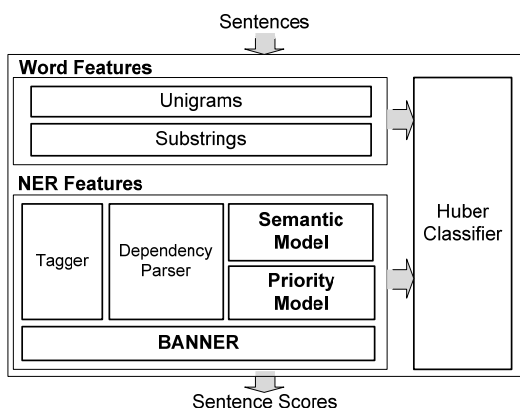 Sentences
Word Features
Unigrams
Substrings
NER Features
Tagger
Dependency
Parser
Semantic
Model
Priority
Model
BANNER
Huber
Classifier
Sentence Scores